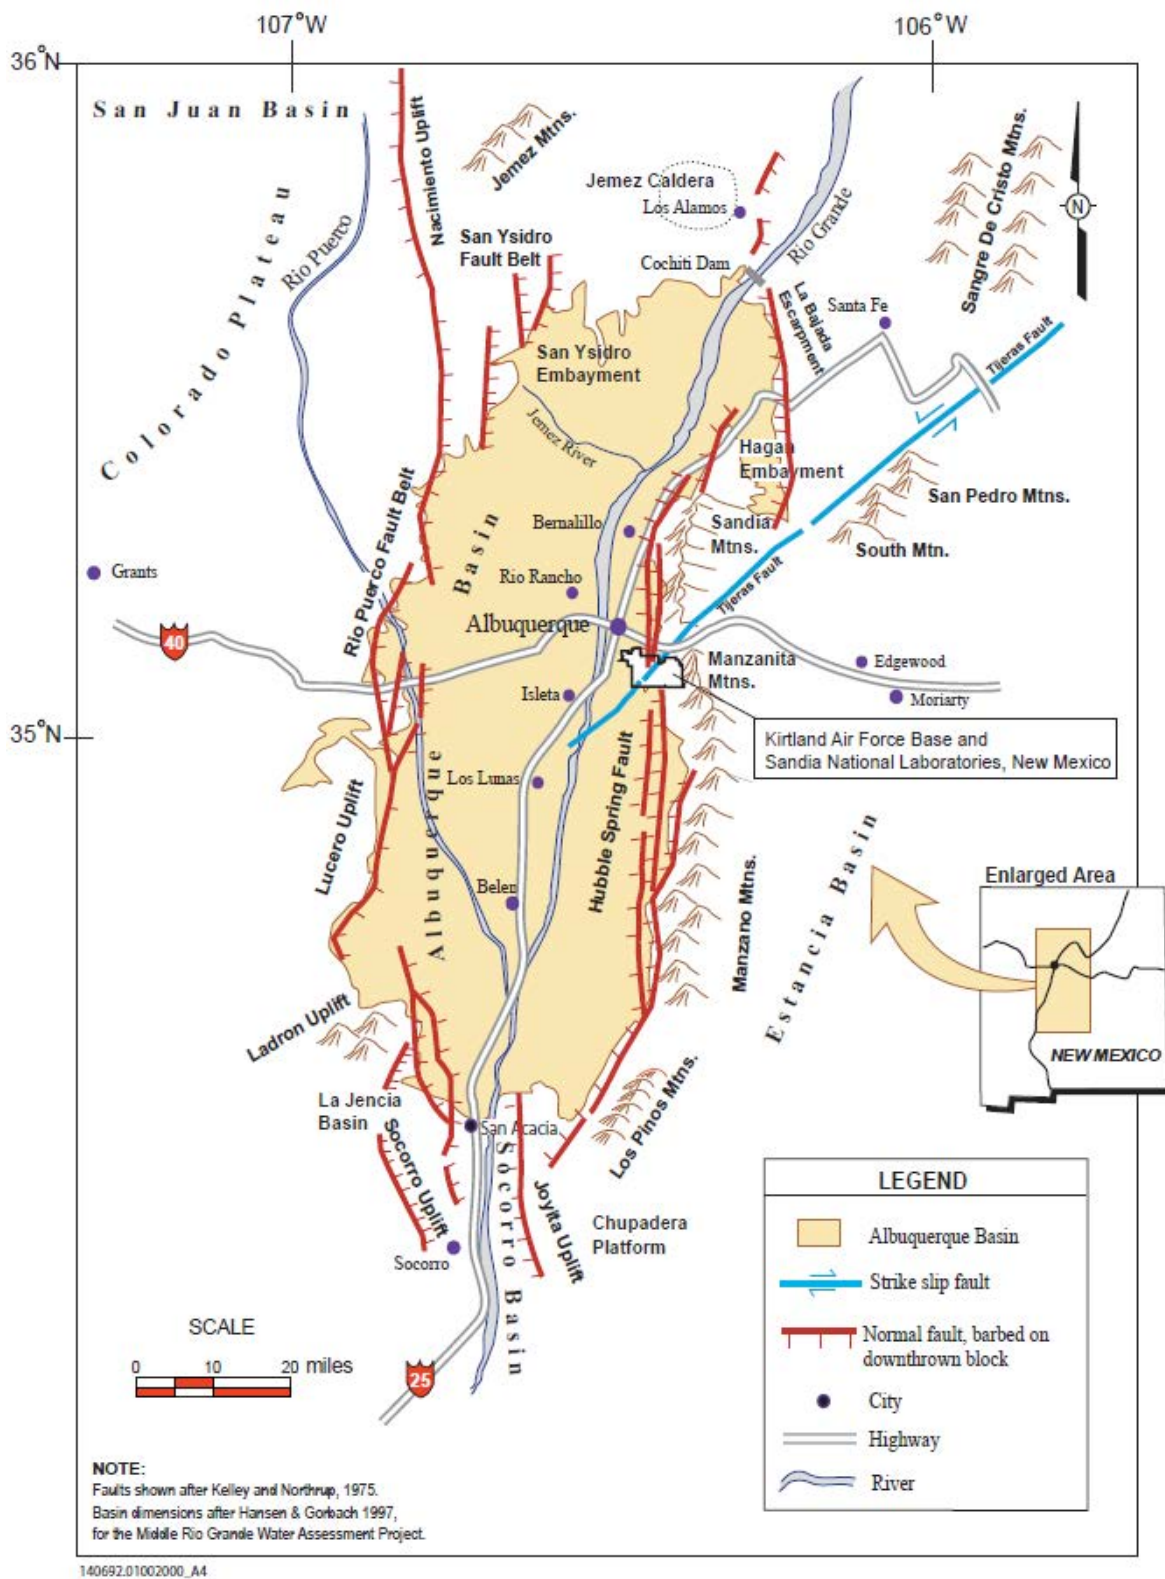 107°W
106°W
36°N
San Juan Basin
Nacimiento Uplift
Jemez Mtns.
Jemez Caldera
Los Alamos
Sangre De Cristo Mtns.
N
Colorado Plateau
Rio Puerco
San Ysidro
Fault Belt
Rio Grande
Cochiti Dam
La Bajada
Escarpment
Santa Fe
Tijeras Fault
San Ysidro
Embayment
Jemez River
Hagan
Embayment
San Pedro Mtns.
Rio Puerco Fault Belt
Basin
Bernalillo
Sandia
Mtns.
South Mtn.
Grants
Rio Rancho
Tijeras Fault
40
Albuquerque
Manzanita
Mtns.
Edgewood
Isleta
Moriarty
35°N
Kirtland Air Force Base and
Sandia National Laboratories, New Mexico
Los Lunas
Lucero Uplift
Albuquerque
Hubble Spring Fault
Belen
Manzano Mtns.
Estancia Basin
Enlarged Area
NEW MEXICO
Ladron Uplift
La Jencia
Basin
San Acacia
Los Pinos Mtns.
Socorro Uplift
Socorro Basin
Joyita Uplift
Chupadera
Platform
Socorro
LEGEND
Albuquerque Basin
Strike slip fault
Normal fault, barbed on
downthrown block
City
Highway
River
SCALE
0 10 20 miles
25
NOTE:
Faults shown after Kelley and Northrup, 1975.
Basin dimensions after Hansen & Gorbach 1997,
for the Middle Rio Grande Water Assessment Project.
140692.01002000_A4